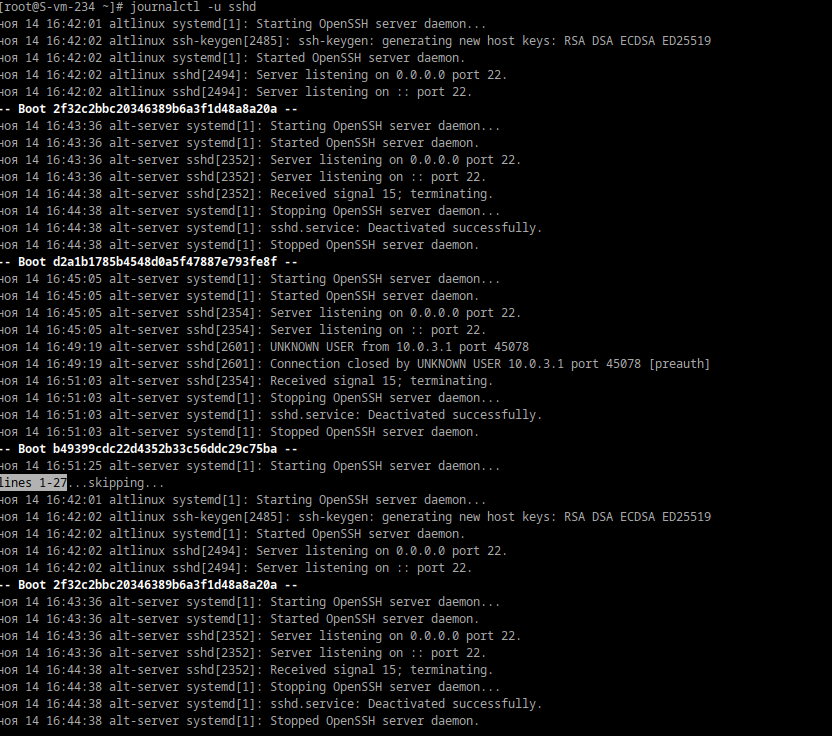 [root@S-vm-234 ~]# journalctl -u sshd
ноя 14 16:42:01 altlinux systemd[1]: Starting OpenSSH server daemon...
ноя 14 16:42:02 altlinux ssh-keygen[2485]: ssh-keygen: generating new host keys: RSA DSA ECDSA ED25519
ноя 14 16:42:02 altlinux systemd[1]: Started OpenSSH server daemon.
ноя 14 16:42:02 altlinux sshd[2494]: Server listening on 0.0.0.0 port 22.
ноя 14 16:42:02 altlinux sshd[2494]: Server listening on :: port 22.
-- Boot 2f32c2bbc20346389b6a3f1d48a8a20a --
ноя 14 16:43:36 alt-server systemd[1]: Starting OpenSSH server daemon...
ноя 14 16:43:36 alt-server systemd[1]: Started OpenSSH server daemon.
ноя 14 16:43:36 alt-server sshd[2352]: Server listening on 0.0.0.0 port 22.
ноя 14 16:43:36 alt-server sshd[2352]: Server listening on :: port 22.
ноя 14 16:44:38 alt-server sshd[2352]: Received signal 15; terminating.
ноя 14 16:44:38 alt-server systemd[1]: Stopping OpenSSH server daemon...
ноя 14 16:44:38 alt-server systemd[1]: sshd.service: Deactivated successfully.
ноя 14 16:44:38 alt-server systemd[1]: Stopped OpenSSH server daemon.
-- Boot d2a1b1785b4548d0a5f47887e793fe8f --
ноя 14 16:45:05 alt-server systemd[1]: Starting OpenSSH server daemon...
ноя 14 16:45:05 alt-server systemd[1]: Started OpenSSH server daemon.
ноя 14 16:45:05 alt-server sshd[2354]: Server listening on 0.0.0.0 port 22.
ноя 14 16:45:05 alt-server sshd[2354]: Server listening on :: port 22.
ноя 14 16:49:19 alt-server sshd[2601]: UNKNOWN USER from 10.0.3.1 port 45078
ноя 14 16:49:19 alt-server sshd[2601]: Connection closed by UNKNOWN USER 10.0.3.1 port 45078 [preauth]
ноя 14 16:51:03 alt-server sshd[2354]: Received signal 15; terminating.
ноя 14 16:51:03 alt-server systemd[1]: Stopping OpenSSH server daemon...
ноя 14 16:51:03 alt-server systemd[1]: sshd.service: Deactivated successfully.
ноя 14 16:51:03 alt-server systemd[1]: Stopped OpenSSH server daemon.
-- Boot b49399cdc22d4352b33c56ddc29c75ba --
ноя 14 16:51:25 alt-server systemd[1]: Starting OpenSSH server daemon...
lines 1-27...skipping...
ноя 14 16:42:01 altlinux systemd[1]: Starting OpenSSH server daemon...
ноя 14 16:42:02 altlinux ssh-keygen[2485]: ssh-keygen: generating new host keys: RSA DSA ECDSA ED25519
ноя 14 16:42:02 altlinux systemd[1]: Started OpenSSH server daemon.
ноя 14 16:42:02 altlinux sshd[2494]: Server listening on 0.0.0.0 port 22.
ноя 14 16:42:02 altlinux sshd[2494]: Server listening on :: port 22.
-- Boot 2f32c2bbc20346389b6a3f1d48a8a20a --
ноя 14 16:43:36 alt-server systemd[1]: Starting OpenSSH server daemon...
ноя 14 16:43:36 alt-server systemd[1]: Started OpenSSH server daemon.
ноя 14 16:43:36 alt-server sshd[2352]: Server listening on 0.0.0.0 port 22.
ноя 14 16:43:36 alt-server sshd[2352]: Server listening on :: port 22.
ноя 14 16:44:38 alt-server sshd[2352]: Received signal 15; terminating.
ноя 14 16:44:38 alt-server systemd[1]: Stopping OpenSSH server daemon...
ноя 14 16:44:38 alt-server systemd[1]: sshd.service: Deactivated successfully.
ноя 14 16:44:38 alt-server systemd[1]: Stopped OpenSSH server daemon.